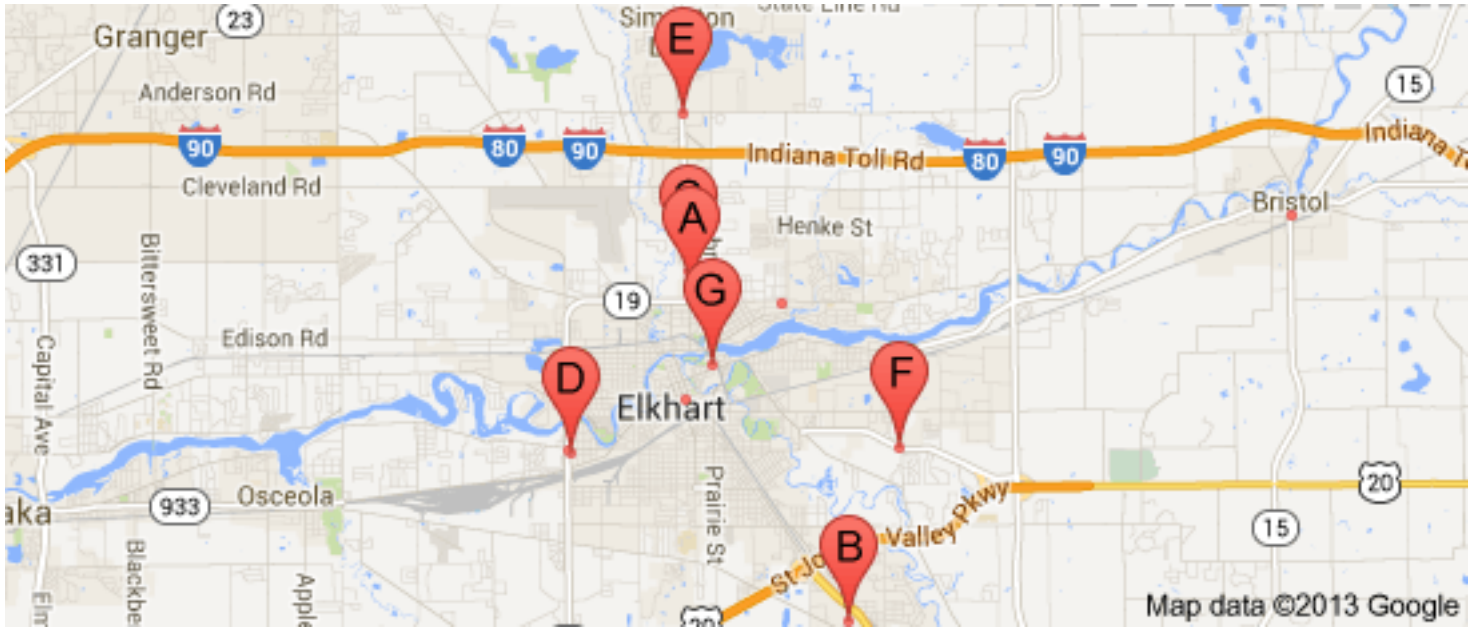 State Line Rd
23
Granger
E
15
Anderson Rd
90
80
90
Indiana Toll Rd
80
90
Indiana
Cleveland Rd
A
Bristol
Henke St
331
Bittersweet Rd
G
19
Edison Rd
Capital Ave
D
F
Elkhart
Osceola
933
Prairie St
20
Valley Pkwy
15
B
St Jo
20
Map data ©2013 Google